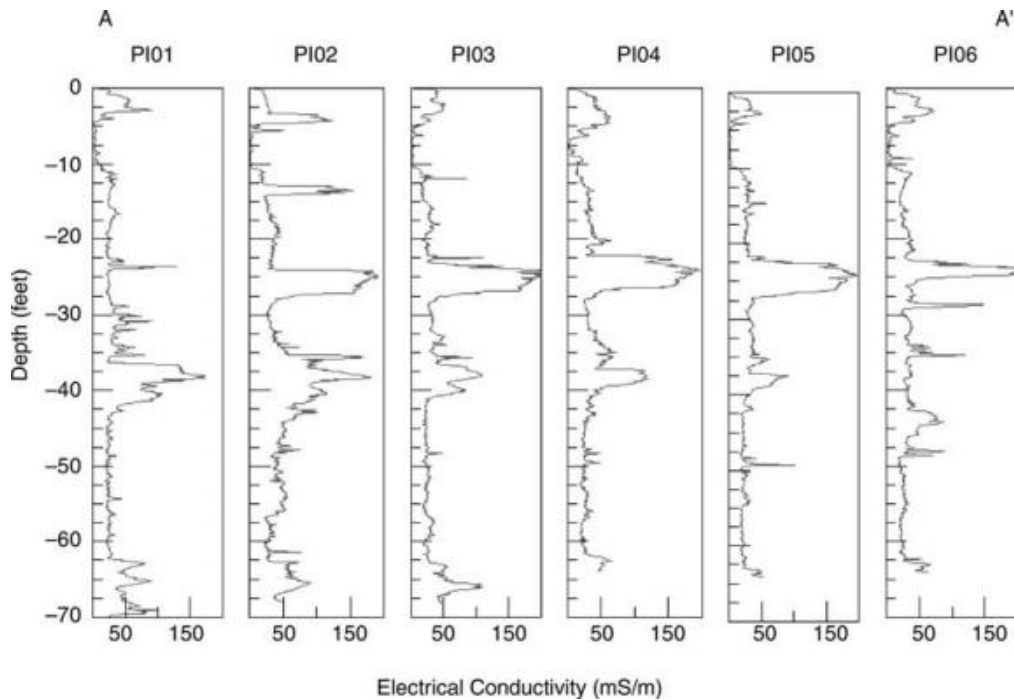 A A'
PI01 PI02 PI03 PI04 PI05 PI06
0
–10
–20
–30
–40
–50
–60
–70
Depth (feet)
50 150 50 150 50 150 50 150 50 150 50 150
Electrical Conductivity (mS/m)